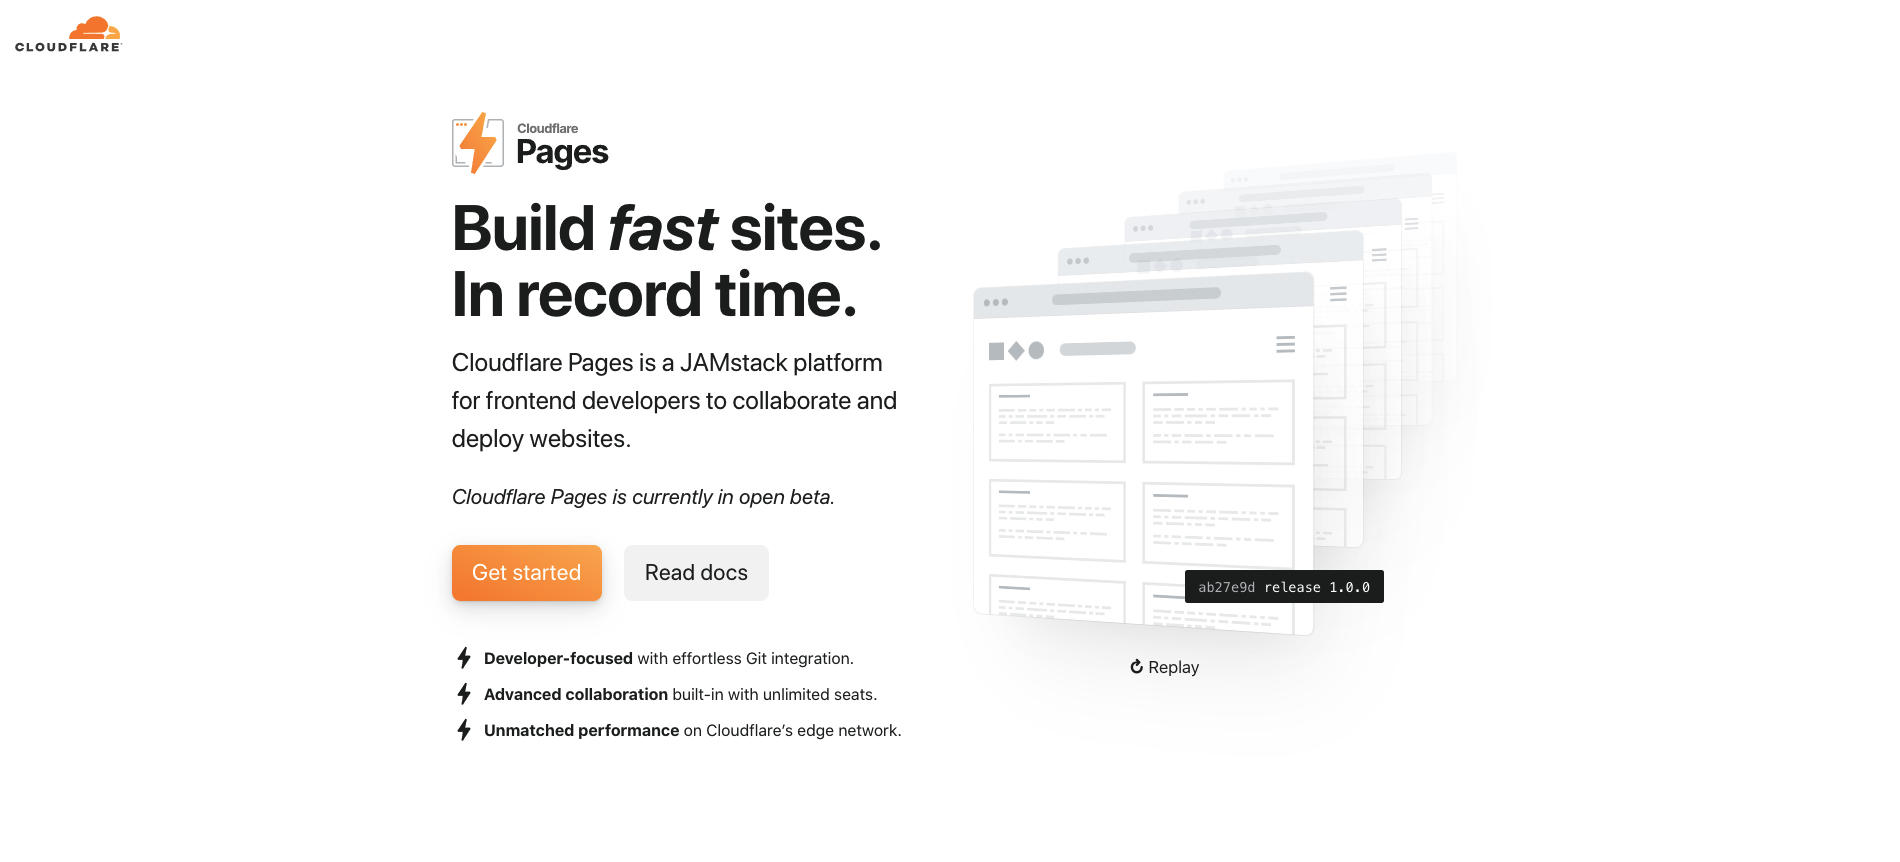 CLOUDFLARE
Cloudflare
Pages
Build fast sites.
In record time.
Cloudflare Pages is a JAMstack platform
for frontend developers to collaborate and
deploy websites.
Cloudflare Pages is currently in open beta.
Get started
Read docs
Developer-focused with effortless Git integration.
Advanced collaboration built-in with unlimited seats.
Unmatched performance on Cloudflare’s edge network.
ab27e9d release 1.0.0
Replay